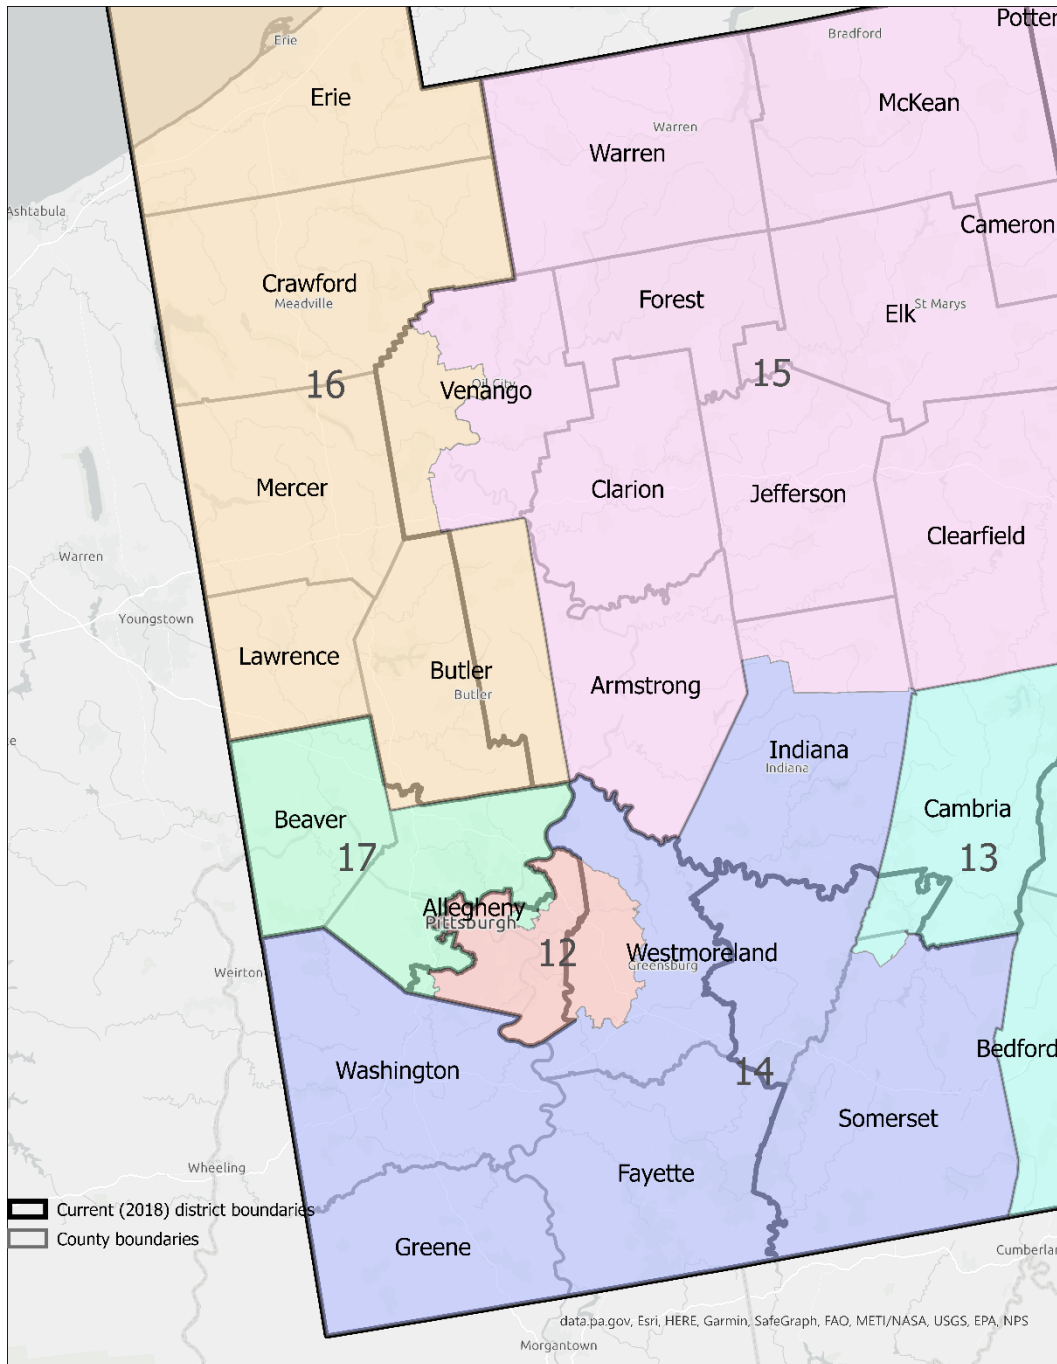 Potter
Bradford
Erie
Erie
McKean
Warren
Warren
Ashtabula
Cameron
Crawford
Meadville
Forest
St Marys
Elk
16
15
Oil City
Venango
Mercer
Clarion
Jefferson
Clearfield
Warren
Youngstown
Lawrence
Butler
Butler
Armstrong
Indiana
Indiana
Beaver
Cambria
17
13
Allegheny
Pittsburgh
12
Westmoreland
Greensburg
Weirton
Bedford
Washington
14
Somerset
Wheeling
Fayette
Current (2018) district boundaries
County boundaries
Greene
Cumberlan
data.pa.gov, Esri, HERE, Garmin, SafeGraph, FAO, METI/NASA, USGS, EPA, NPS
Morgantown